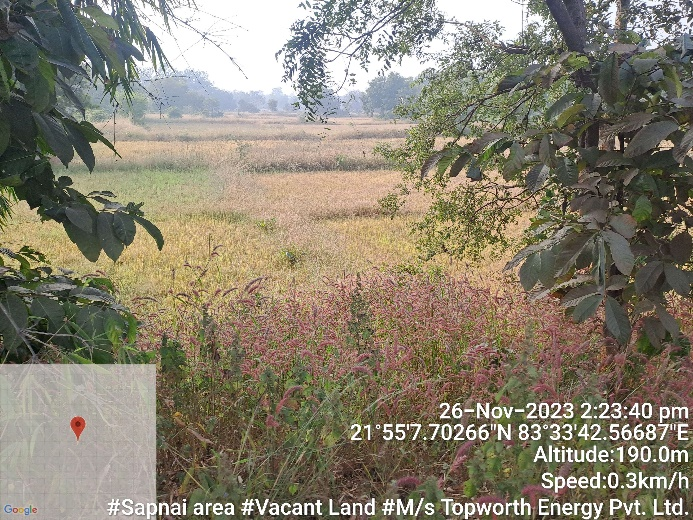 26-Nov-2023 2:23:40 pm
21°55'7.70266"N 83°33'42.56687"E
Altitude:190.0m
Speed:0.3km/h
#Sapnai area #Vacant Land #M/s Topworth Energy Pvt. Ltd.
Google